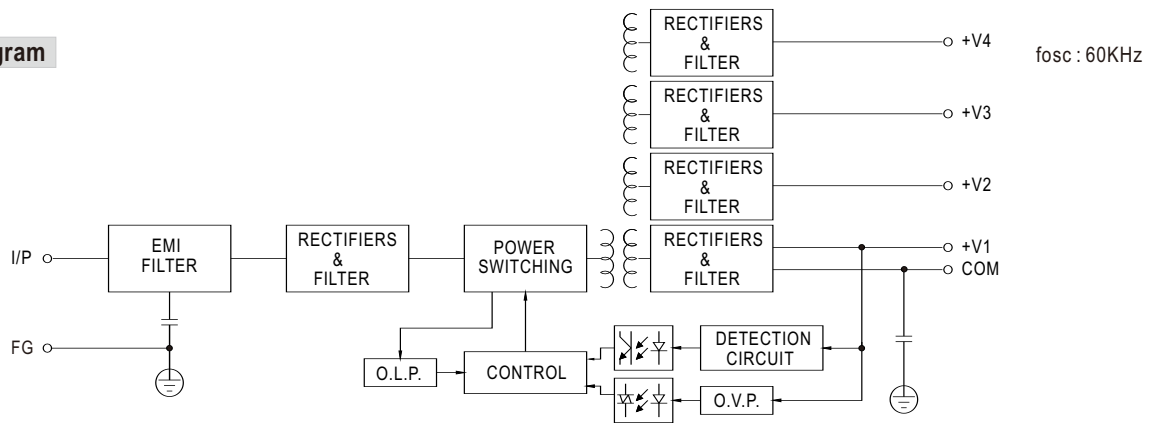 gram
fosc : 60KHz
RECTIFIERS
&
FILTER
+V4
RECTIFIERS
&
FILTER
+V3
RECTIFIERS
&
FILTER
+V2
I/P
EMI
FILTER
RECTIFIERS
&
FILTER
POWER
SWITCHING
RECTIFIERS
&
FILTER
+V1
COM
FG
O.L.P.
CONTROL
DETECTION
CIRCUIT
O.V.P.